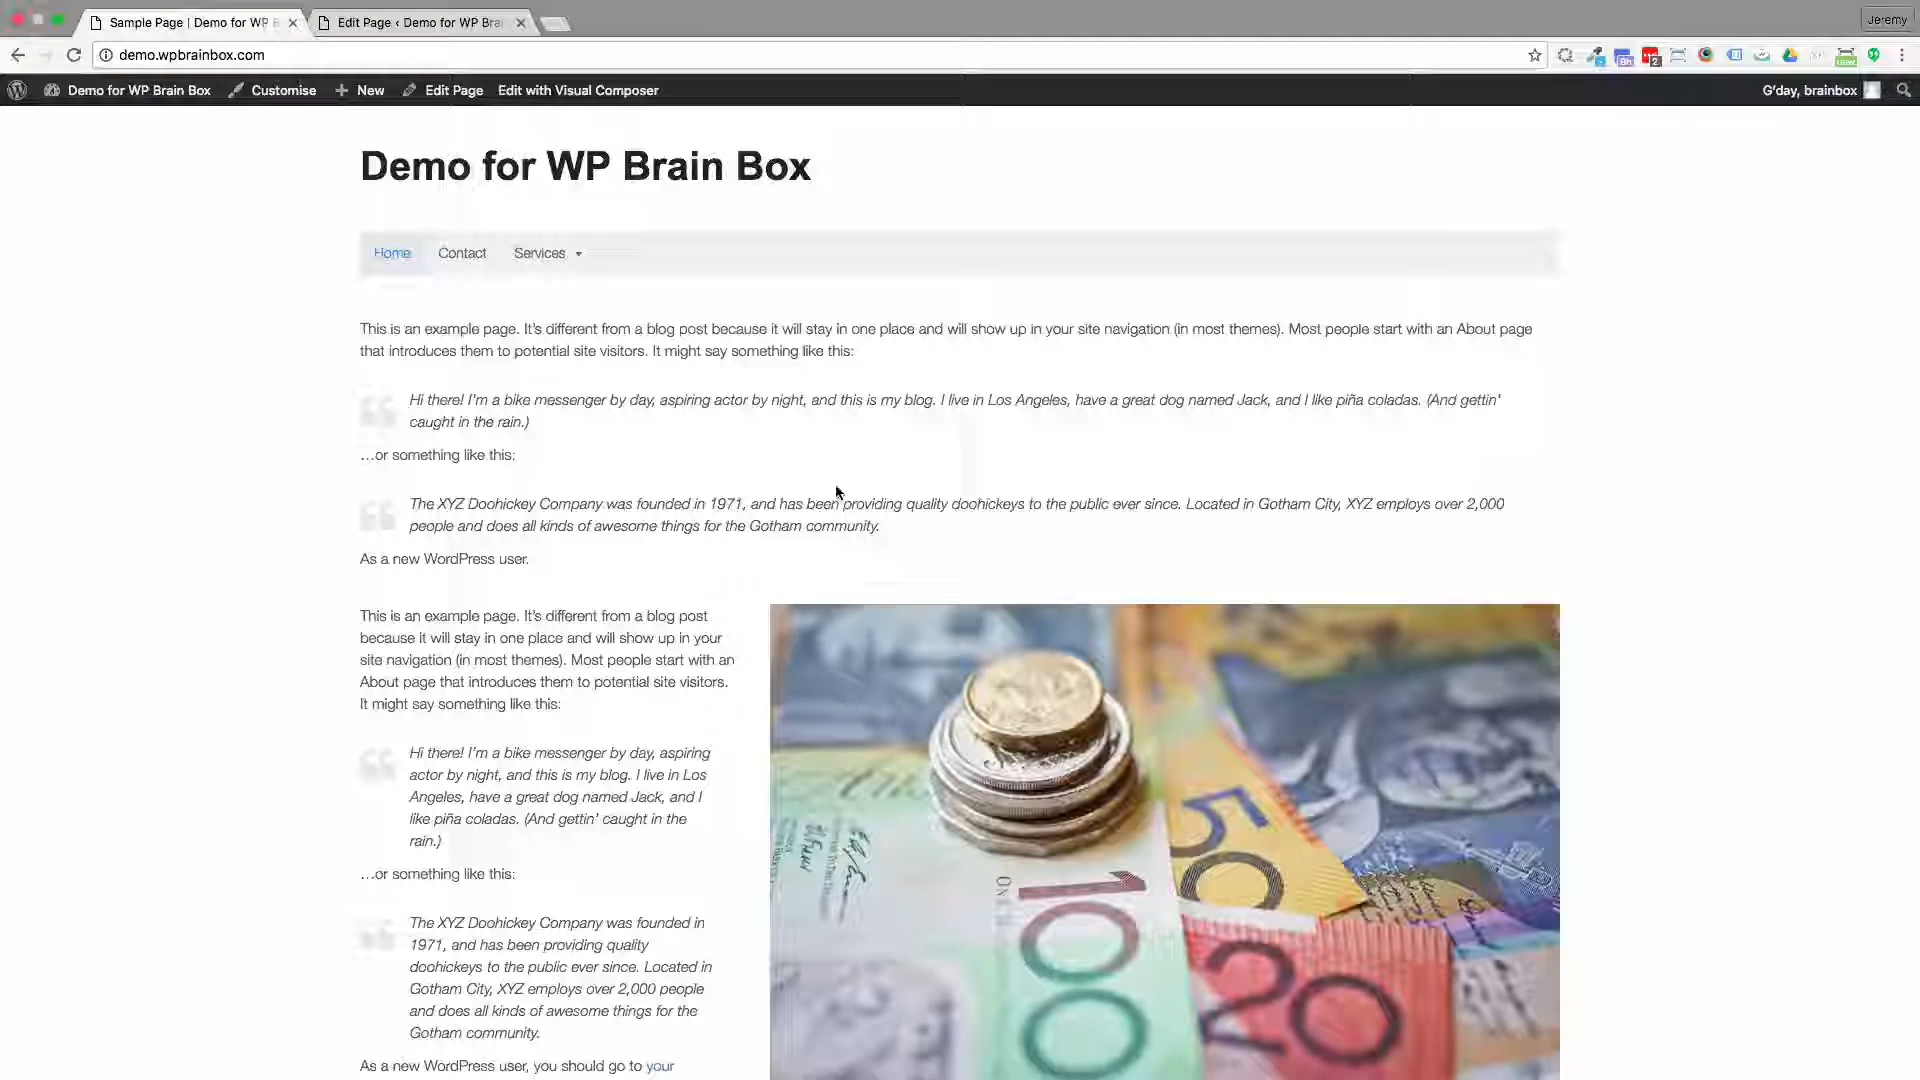 Sample Page | Demo for WP B
Edit Page ‹ Demo for WP Brai
Jeremy
demo.wpbrainbox.com
Demo for WP Brain Box
Customise
New
Edit Page
Edit with Visual Composer
G'day, brainbox
Demo for WP Brain Box
Home
Contact
Services
This is an example page. It's different from a blog post because it will stay in one place and will show up in your site navigation (in most themes). Most people start with an About page
that introduces them to potential site visitors. It might say something like this:
Hi there! I'm a bike messenger by day, aspiring actor by night, and this is my blog. I live in Los Angeles, have a great dog named Jack, and I like piña coladas. (And gettin'
caught in the rain.)
…or something like this:
The XYZ Doohickey Company was founded in 1971, and has been providing quality doohickeys to the public ever since. Located in Gotham City, XYZ employs over 2,000
people and does all kinds of awesome things for the Gotham community.
As a new WordPress user.
This is an example page. It's different from a blog post
because it will stay in one place and will show up in your
site navigation (in most themes). Most people start with an
About page that introduces them to potential site visitors.
It might say something like this:
Hi there! I'm a bike messenger by day, aspiring
actor by night, and this is my blog. I live in Los
Angeles, have a great dog named Jack, and I
like piña coladas. (And gettin' caught in the
rain.)
…or something like this:
The XYZ Doohickey Company was founded in
1971, and has been providing quality
doohickeys to the public ever since. Located in
Gotham City, XYZ employs over 2,000 people
and does all kinds of awesome things for the
Gotham community.
As a new WordPress user, you should go to your
50
100
20